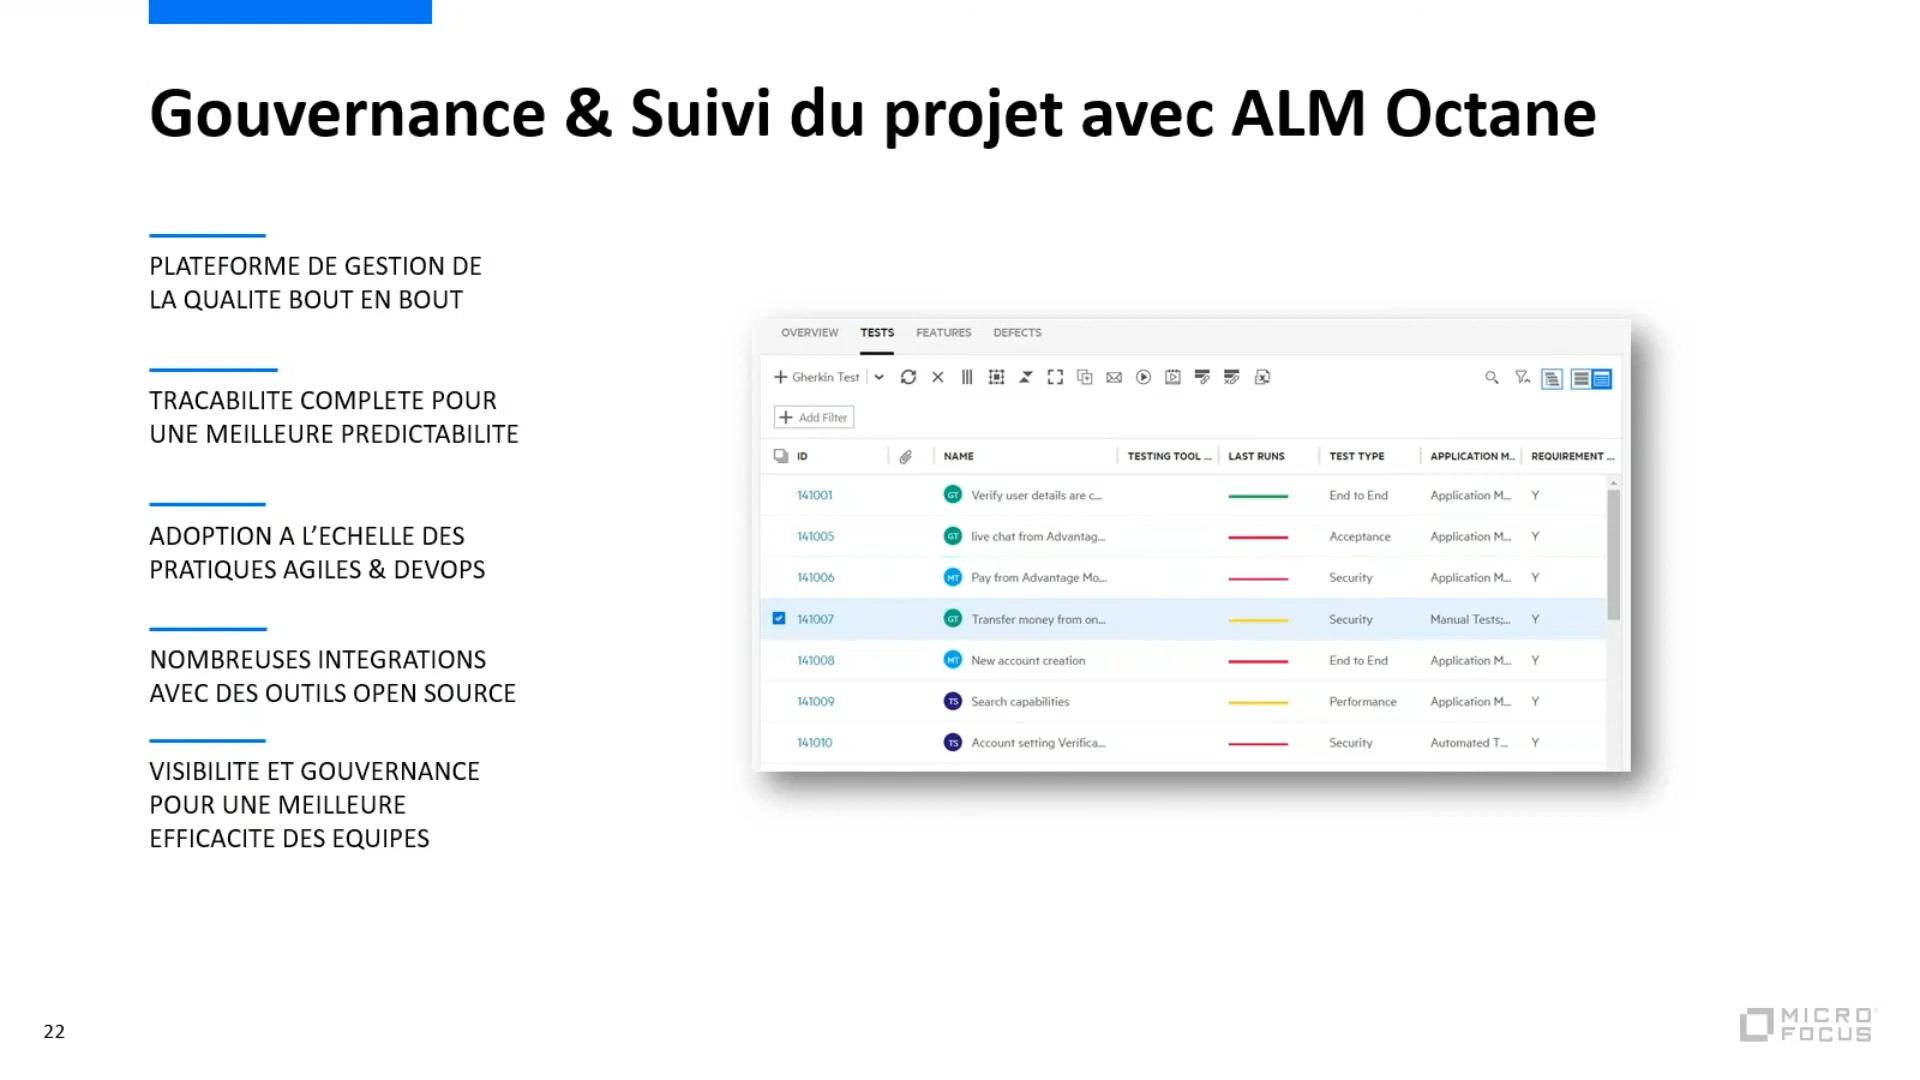 Gouvernance & Suivi du projet avec ALM Octane
PLATEFORME DE GESTION DE
LA QUALITE BOUT EN BOUT
TRACABILITE COMPLETE POUR
UNE MEILLEURE PREDICTABILITE
ADOPTION A L’ECHELLE DES
PRATIQUES AGILES & DEVOPS
NOMBREUSES INTEGRATIONS
AVEC DES OUTILS OPEN SOURCE
VISIBILITE ET GOUVERNANCE
POUR UNE MEILLEURE
EFFICACITE DES EQUIPES
OVERVIEW TESTS FEATURES DEFECTS
+ Gherkin Test
+ Add Filter
ID NAME TESTING TOOL ... LAST RUNS TEST TYPE APPLICATION M... REQUIREMENT ...
141001 GT Verify user details are c... End to End Application M... Y
141005 GT live chat from Advantag... Acceptance Application M... Y
141006 MT Pay from Advantage Mo... Security Application M... Y
141007 GT Transfer money from on... Security Manual Tests;... Y
141008 MT New account creation End to End Application M... Y
141009 TS Search capabilities Performance Application M... Y
141010 TS Account setting Verifica... Security Automated T... Y
22
MICRO
FOCUS